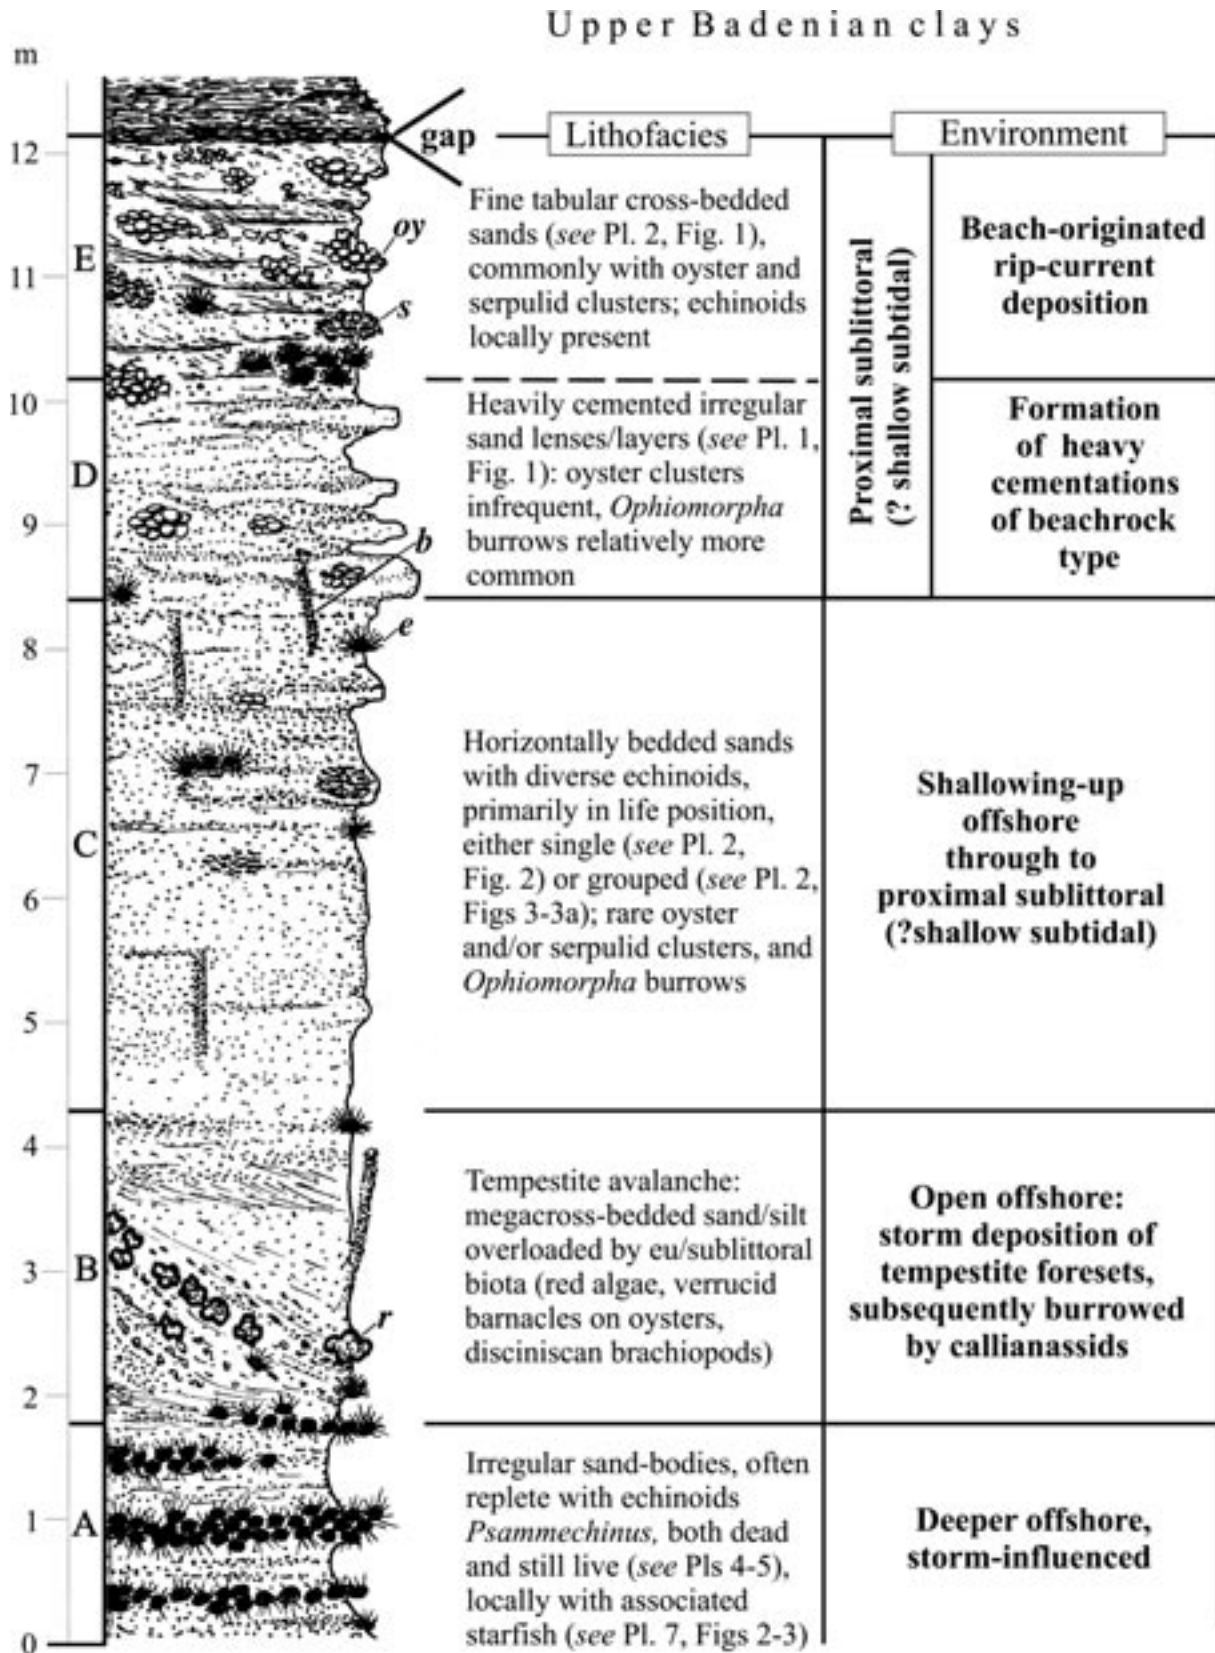 Upper Badenian clays
m
gap
Lithofacies
Environment
12
11
10
9
8
7
6
5
4
3
2
1
0
E
D
C
B
A
oy
s
b
e
r
Fine tabular cross-bedded
sands (see Pl. 2, Fig. 1),
commonly with oyster and
serpulid clusters; echinoids
locally present
Proximal sublittoral
(? shallow subtidal)
Beach-originated
rip-current
deposition
Heavily cemented irregular
sand lenses/layers (see Pl. 1,
Fig. 1): oyster clusters
infrequent, Ophiomorpha
burrows relatively more
common
Formation
of heavy
cementations
of beachrock
type
Horizontally bedded sands
with diverse echinoids,
primarily in life position,
either single (see Pl. 2,
Fig. 2) or grouped (see Pl. 2,
Figs 3-3a); rare oyster
and/or serpulid clusters, and
Ophiomorpha burrows
Shallowing-up
offshore
through to
proximal sublittoral
(?shallow subtidal)
Tempestite avalanche:
megacross-bedded sand/silt
overloaded by eu/sublittoral
biota (red algae, verrucid
barnacles on oysters,
disciniscan brachiopods)
Open offshore:
storm deposition of
tempestite foresets,
subsequently burrowed
by callianassids
Irregular sand-bodies, often
replete with echinoids
Psammechinus, both dead
and still live (see Pls 4-5),
locally with associated
starfish (see Pl. 7, Figs 2-3)
Deeper offshore,
storm-influenced